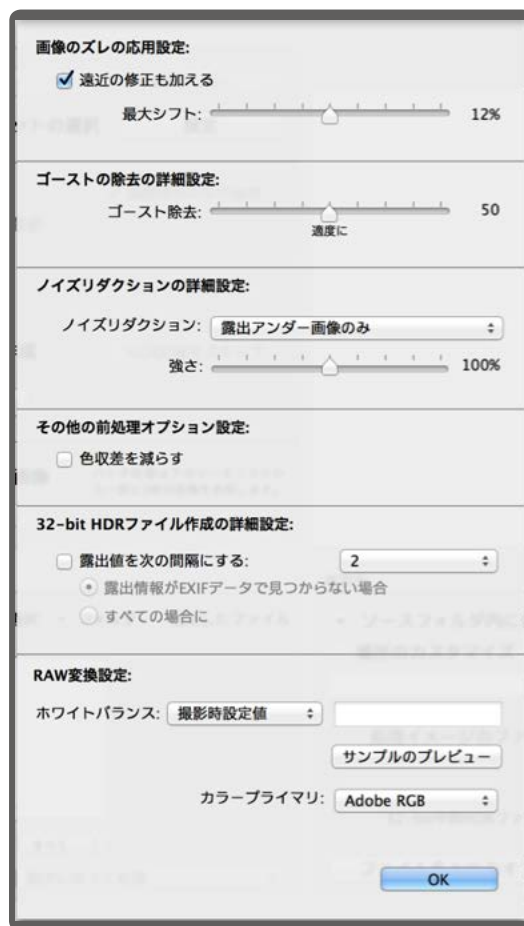 画像のズレの応用設定:
遠近の修正も加える
最大シフト: 12%
ゴーストの除去の詳細設定:
ゴースト除去: 50
適度に
ノイズリダクションの詳細設定:
ノイズリダクション: 露出アンダー画像のみ
強さ: 100%
その他の前処理オプション設定:
色収差を減らす
32-bit HDRファイル作成の詳細設定:
露出値を次の間隔にする: 2
露出情報がEXIFデータで見つからない場合
すべての場合に
RAW変換設定:
ホワイトバランス: 撮影時設定値
サンプルのプレビュー
カラープライマリ: Adobe RGB
OK